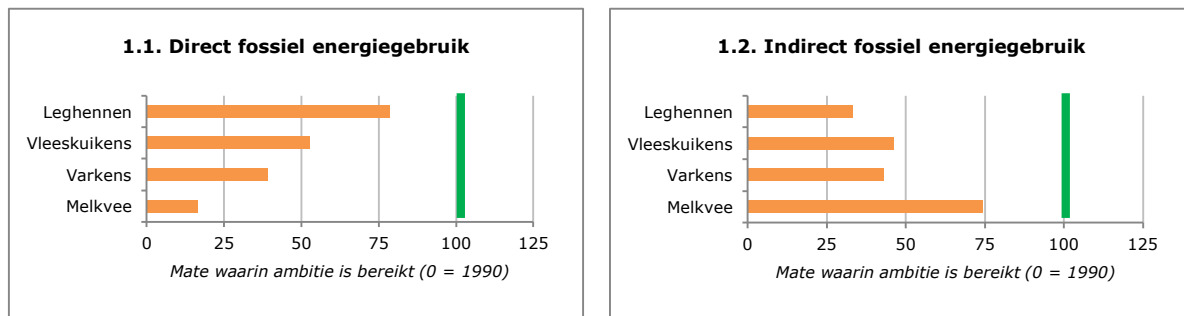 1.1. Direct fossiel energiegebruik
Leghennen
Vleeskuikens
Varkens
Melkvee
0 25 50 75 100 125
Mate waarin ambitie is bereikt (0 = 1990)
1.2. Indirect fossiel energiegebruik
Leghennen
Vleeskuikens
Varkens
Melkvee
0 25 50 75 100 125
Mate waarin ambitie is bereikt (0 = 1990)